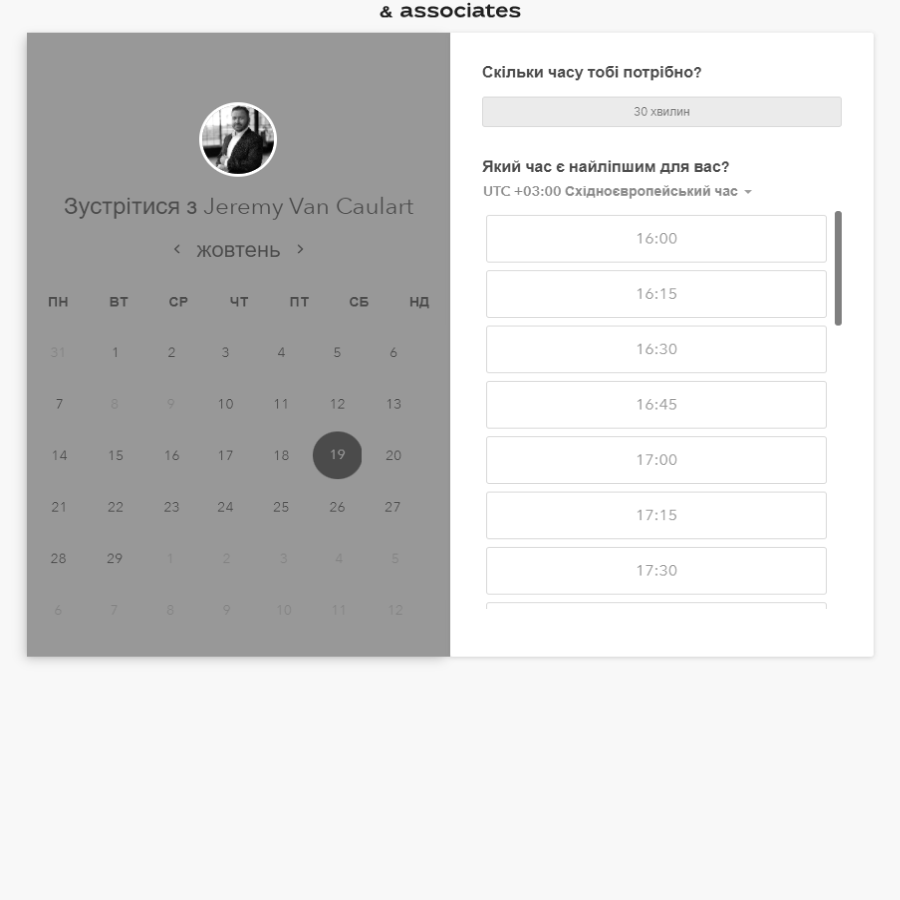 & associates
Зустрітися з Jeremy Van Caulart
жовтень
ПН ВТ СР ЧТ ПТ СБ НД
31 1 2 3 4 5 6
7 8 9 10 11 12 13
14 15 16 17 18 19 20
21 22 23 24 25 26 27
28 29 1 2 3 4 5
6 7 8 9 10 11 12
Скільки часу тобі потрібно?
30 хвилин
Який час є найліпшим для вас?
UTC +03:00 Східноєвропейський час
16:00
16:15
16:30
16:45
17:00
17:15
17:30